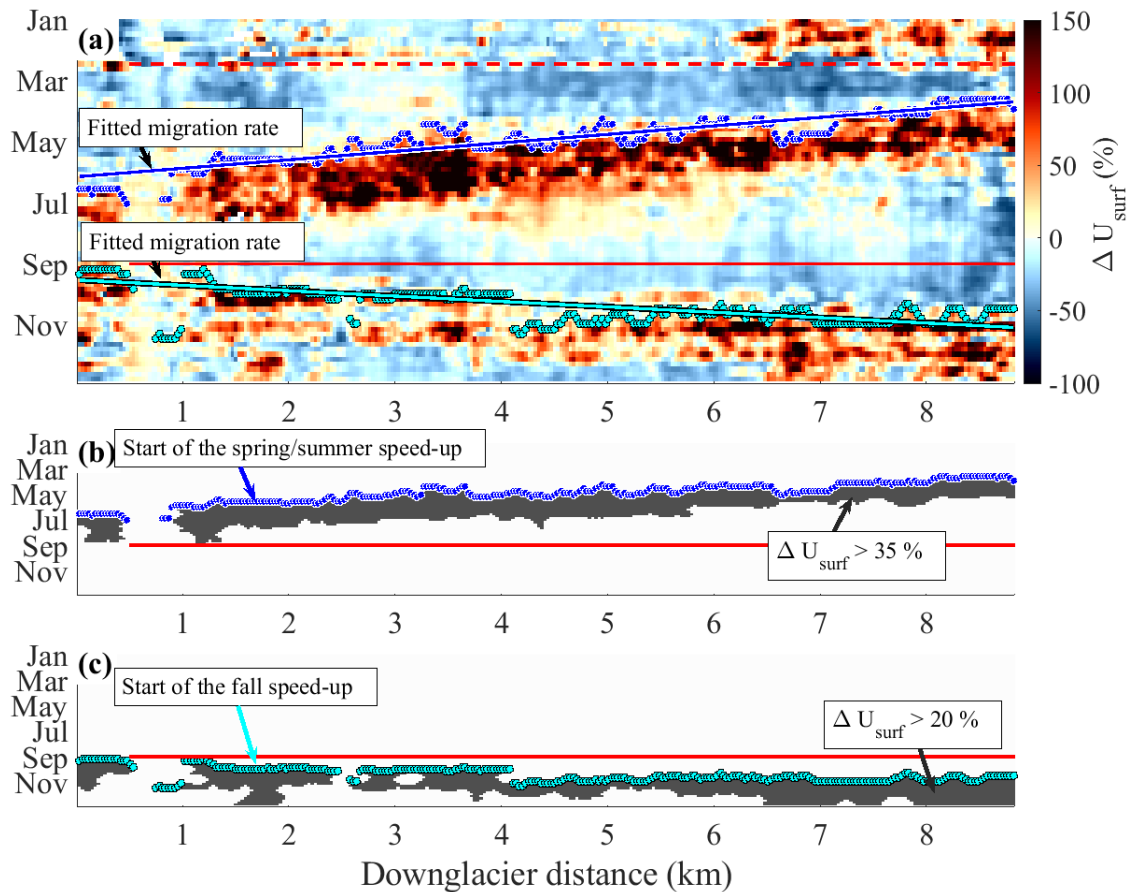 (a)
Jan
Mar
May
Jul
Sep
Nov
Fitted migration rate
Fitted migration rate
1 2 3 4 5 6 7 8
150
100
50
0
-50
-100
Δ U surf (%)
(b)
Jan
Mar
May
Jul
Sep
Nov
Start of the spring/summer speed-up
Δ U surf > 35 %
1 2 3 4 5 6 7 8
(c)
Jan
Mar
May
Jul
Sep
Nov
Start of the fall speed-up
Δ U surf > 20 %
1 2 3 4 5 6 7 8
Downglacier distance (km)